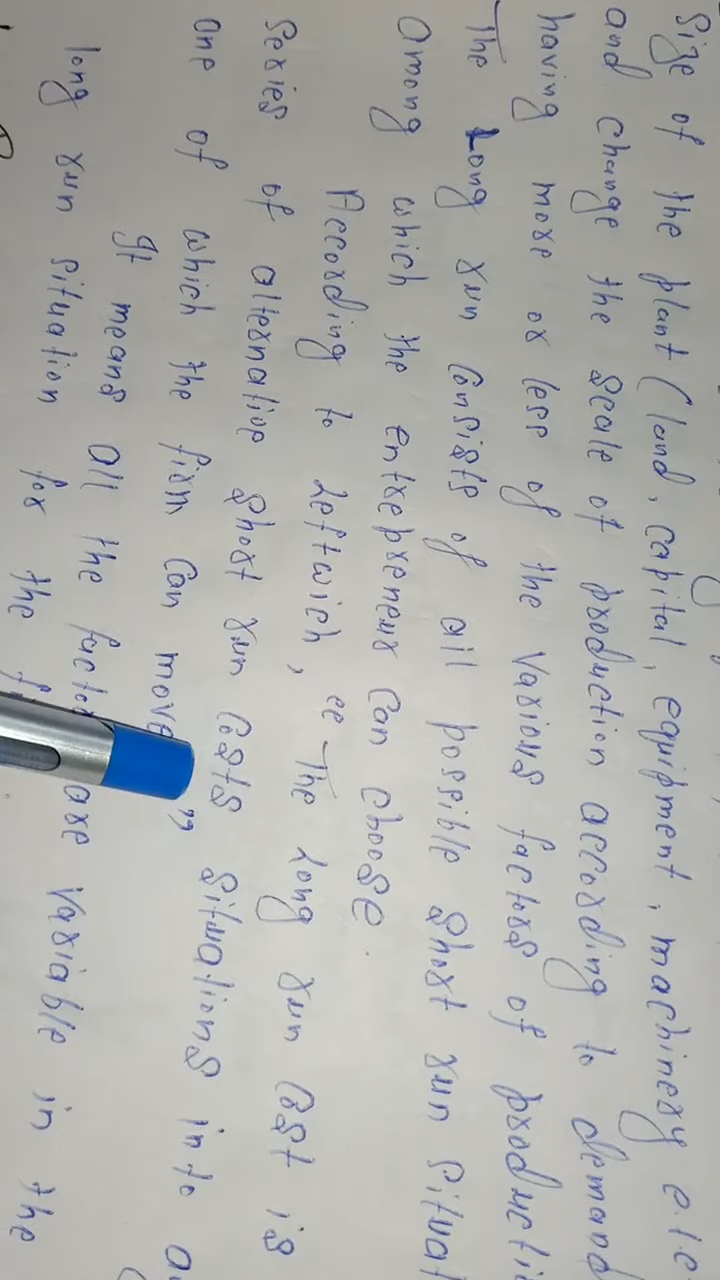 size of the plant (land, capital, equipment, machinery e.t.c
and change the scale of production according to demand
having more or less of the various factors of producti
The Long run Consists of all possible short run situat
among which the entrepreneur can choose.
According to Leftwich, "The Long run Cost is
series of alternative short run Costs situations into
one of which the firm can move"
It means all the facto are variable in the
long run situation for the